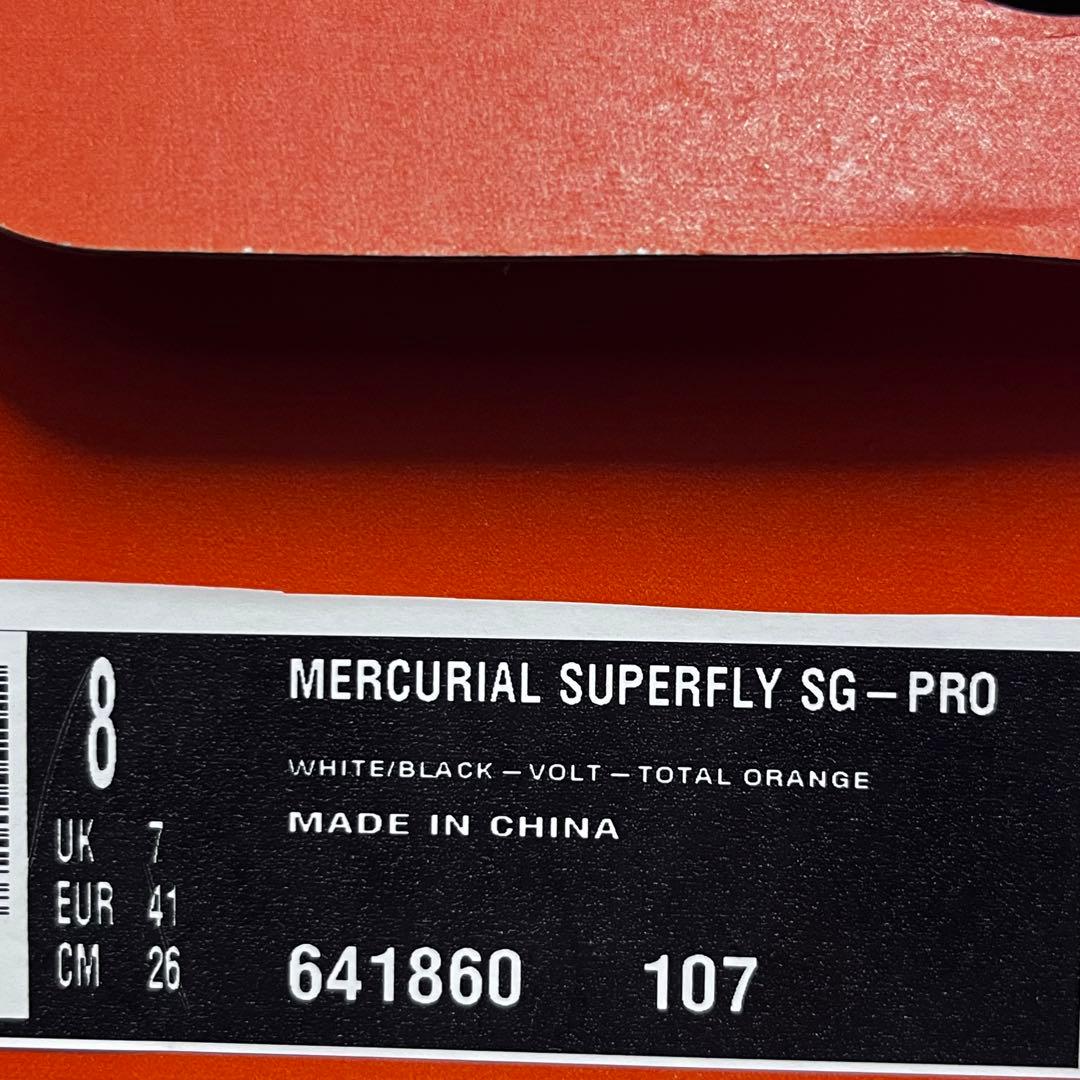 8
MERCURIAL SUPERFLY SG–PRO
WHITE/BLACK–VOLT–TOTAL ORANGE
MADE IN CHINA
UK 7
EUR 41
CM 26
641860 107